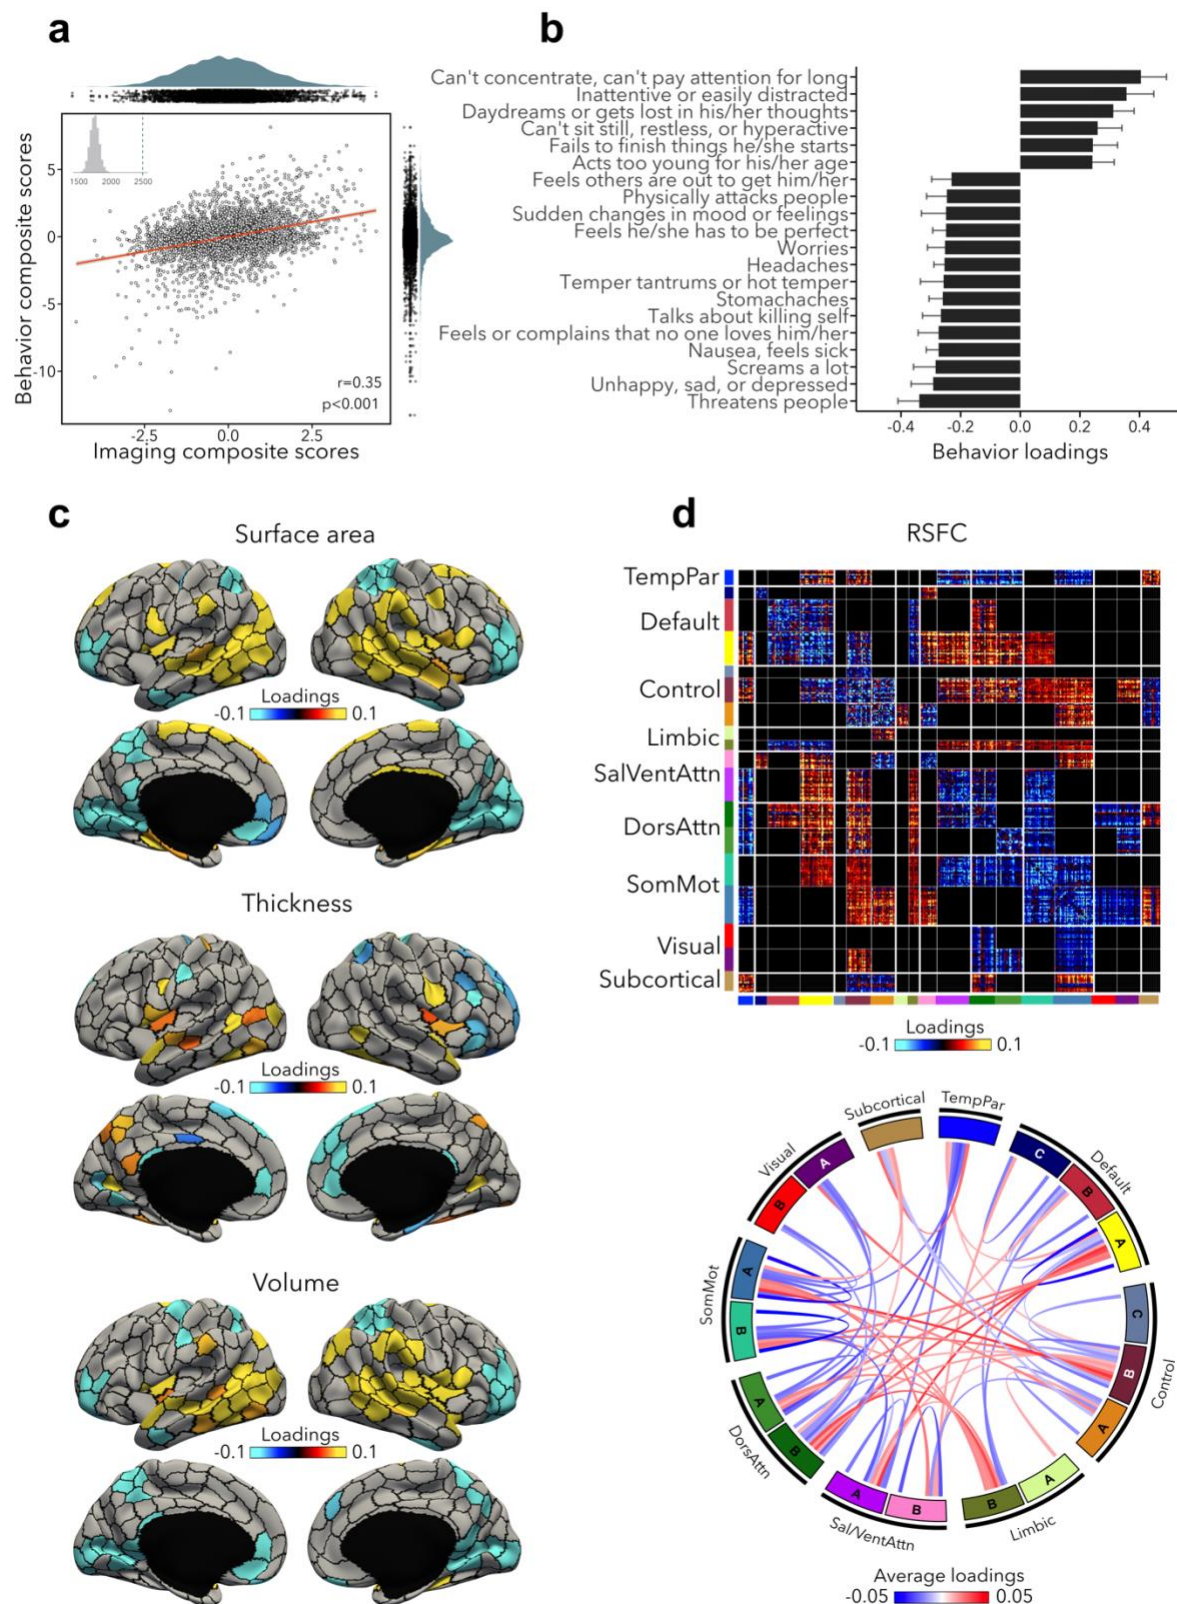 a
5
0
-5
-10
1500 2000 2500
r=0.35
p<0.001
-2.5 0.0 2.5
Behavior composite scores
Imaging composite scores
b
Can't concentrate, can't pay attention for long
Inattentive or easily distracted
Daydreams or gets lost in his/her thoughts
Can't sit still, restless, or hyperactive
Fails to finish things he/she starts
Acts too young for his/her age
Feels others are out to get him/her
Physically attacks people
Sudden changes in mood or feelings
Feels he/she has to be perfect
Worries
Headaches
Temper tantrums or hot temper
Stomachaches
Talks about killing self
Feels or complains that no one loves him/her
Nausea, feels sick
Screams a lot
Unhappy, sad, or depressed
Threatens people
-0.4 -0.2 0.0 0.2 0.4
Behavior loadings
c
Surface area
Loadings
-0.1 0.1
Thickness
Loadings
-0.1 0.1
Volume
Loadings
-0.1 0.1
d
RSFC
TempPar
Default
Control
Limbic
SalVentAttn
DorsAttn
SomMot
Visual
Subcortical
Loadings
-0.1 0.1
Subcortical
TempPar
Default
C
B
A
Control
C
B
A
Limbic
A
B
Sal/VentAttn
B
A
DorsAttn
B
A
SomMot
B
A
Visual
B
A
Average loadings
-0.05 0.05